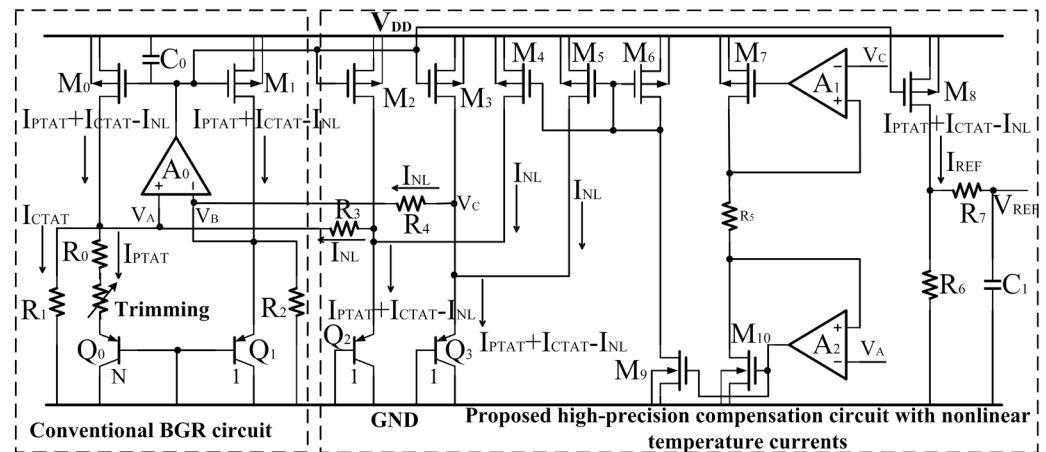 VDD
C0
M0
M1
M2
M3
M4
M5
M6
M7
A1
VC
M8
IPTAT+ICTAT-INL
IPTAT+ICTAT-INL
IPTAT+ICTAT-INL
A0
INL
INL
INL
IREF
VA
VB
VC
R3
R4
R5
R7
VREF
ICTAT
INL
R0
IPTAT
Trimming
R1
R2
IPTAT+ICTAT-INL
IPTAT+ICTAT-INL
R6
C1
Q0
Q1
Q2
Q3
M9
M10
A2
VA
N
1
1
1
GND
Conventional BGR circuit
Proposed high-precision compensation circuit with nonlinear
temperature currents
+
-
-
+
+
-